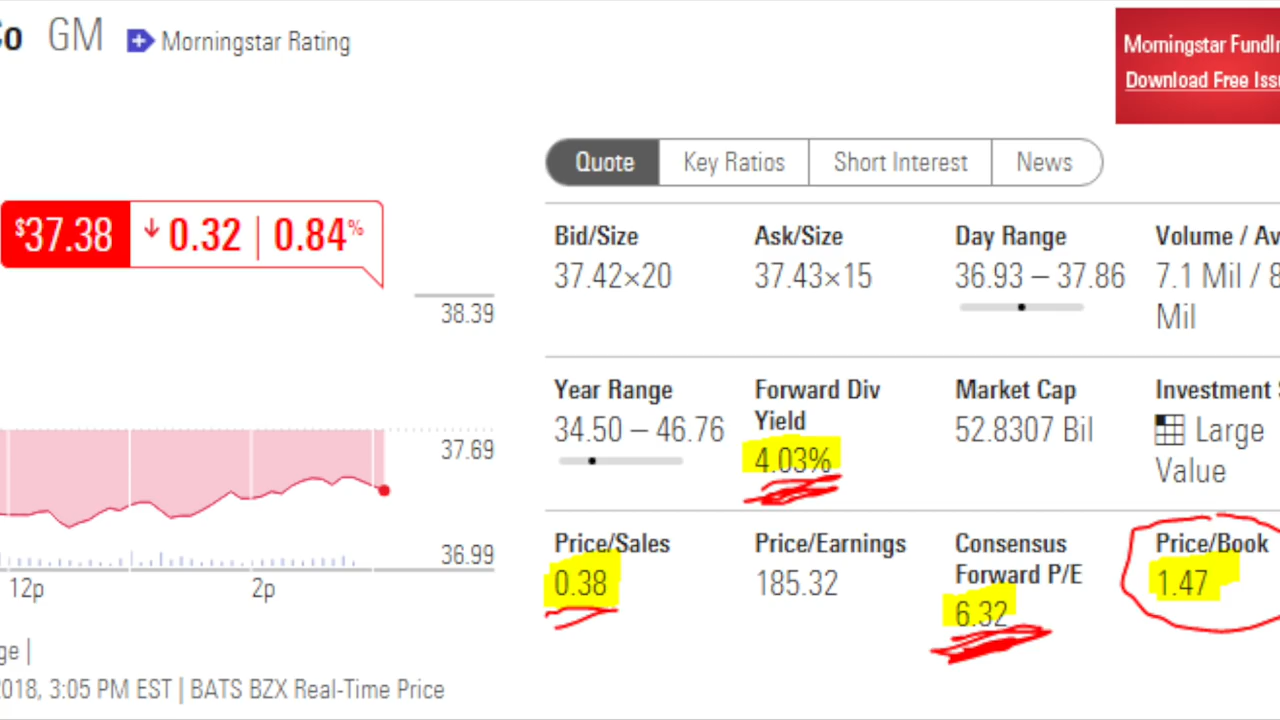 Co GM Morningstar Rating
Morningstar FundIn
Download Free Issu
Quote Key Ratios Short Interest News
$37.38 ↓ 0.32 | 0.84%
38.39
37.69
36.99
12p 2p
Bid/Size Ask/Size Day Range Volume / Av
37.42×20 37.43×15 36.93 – 37.86 7.1 Mil / 8
Mil
Year Range Forward Div Market Cap Investment S
Yield
34.50 – 46.76 4.03% 52.8307 Bil Large
Value
Price/Sales Price/Earnings Consensus Price/Book
Forward P/E
0.38 185.32 6.32 1.47
ge |
2018, 3:05 PM EST | BATS BZX Real-Time Price